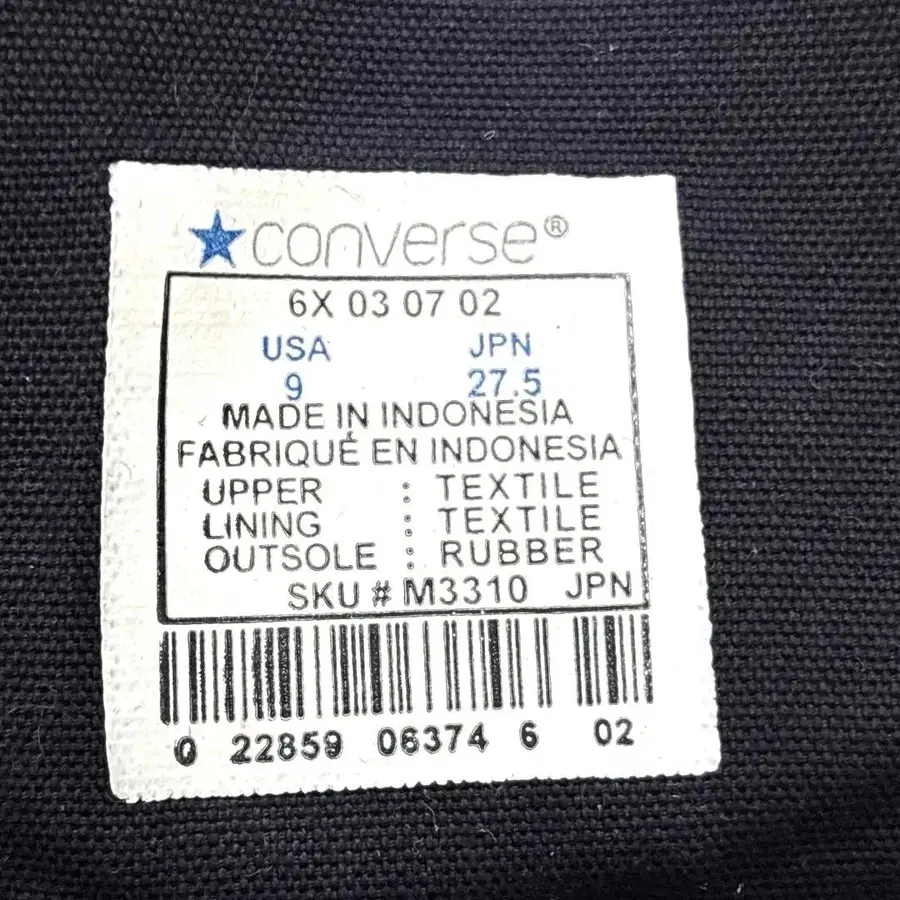 converse®
6X 03 07 02
USA JPN
9 27.5
MADE IN INDONESIA
FABRIQUÉ EN INDONESIA
UPPER : TEXTILE
LINING : TEXTILE
OUTSOLE : RUBBER
SKU # M3310 JPN
0 22859 06374 6 02